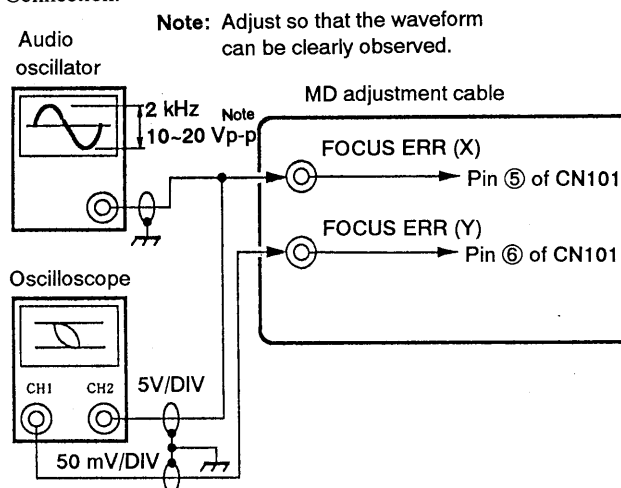 Note: Adjust so that the waveform
can be clearly observed.
Audio
oscillator
2 kHz
Note
10~20 Vp-p
MD adjustment cable
FOCUS ERR (X)
Pin ⑤ of CN101
FOCUS ERR (Y)
Pin ⑥ of CN101
Oscilloscope
CH1 CH2
5V/DIV
50 mV/DIV